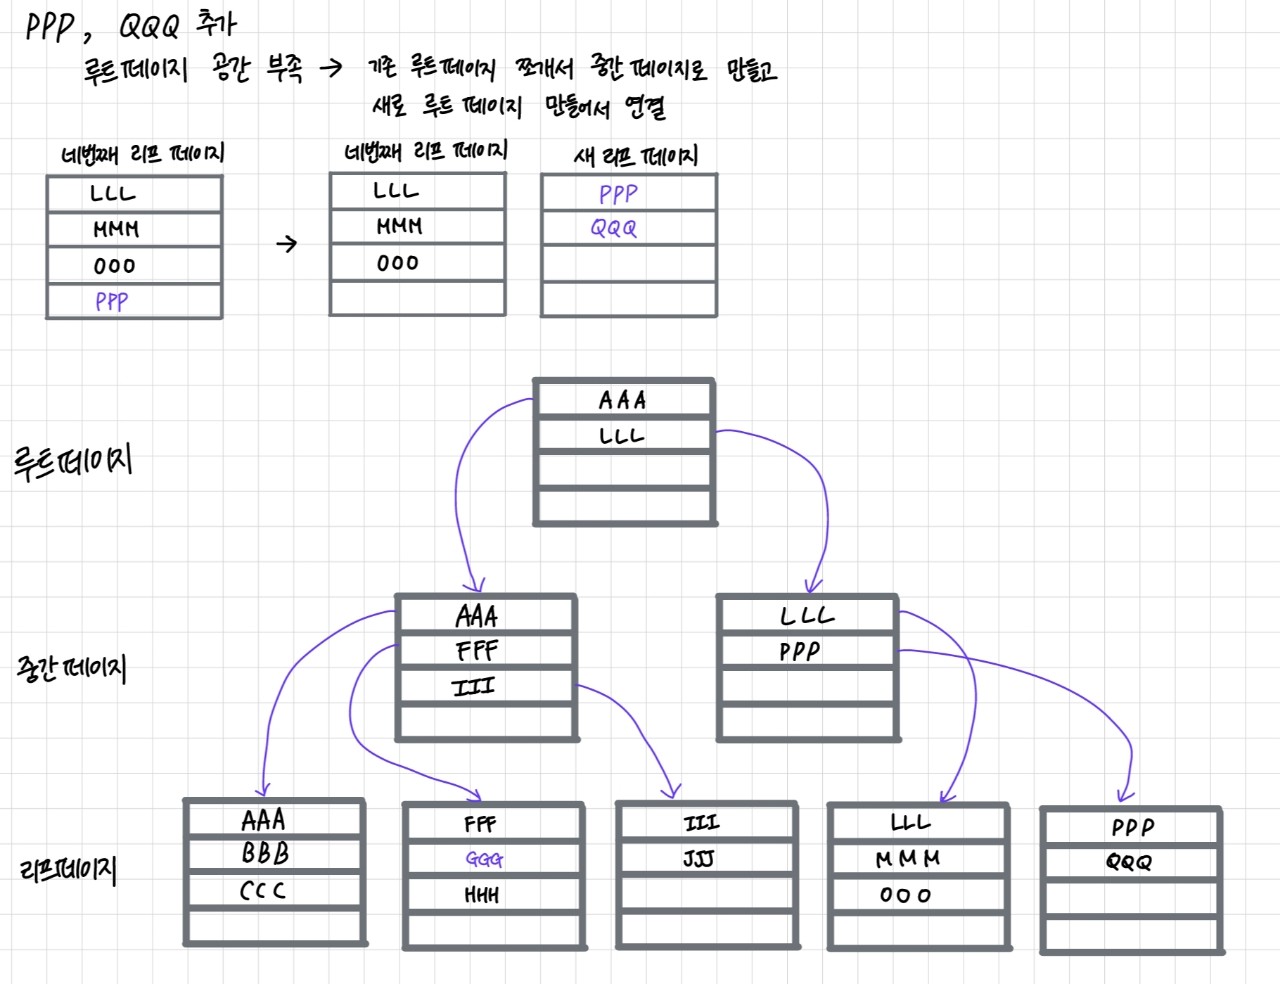 PPP, QQQ 추가
루트페이지 공간 부족 → 기존 루트페이지 쪼개서 중간페이지로 만들고
새로 루트 페이지 만들어서 연결
네번째 리프 페이지
LLL
MMM
OOO
PPP
→
네번째 리프 페이지
LLL
MMM
OOO
새 리프 페이지
PPP
QQQ
루트페이지
AAA
LLL
중간페이지
AAA
FFF
III
LLL
PPP
리프페이지
AAA
BBB
CCC
FFF
GGG
HHH
III
JJJ
LLL
MMM
OOO
PPP
QQQ